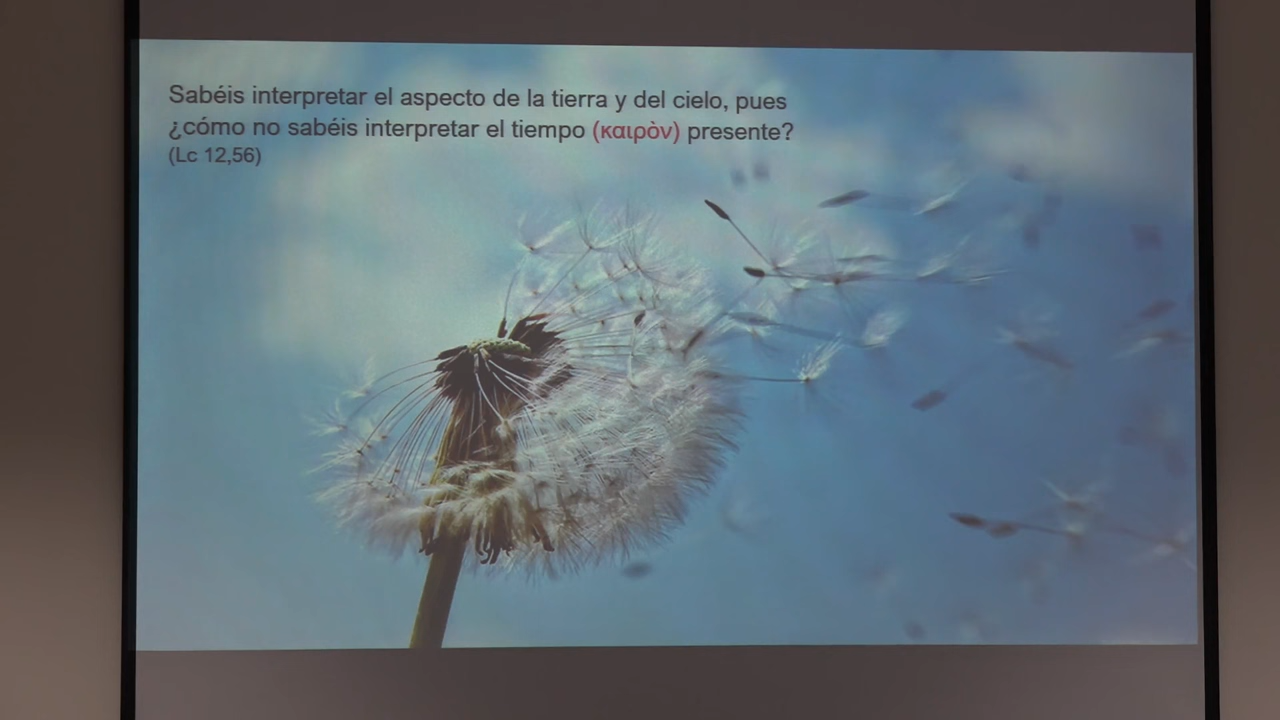 Sabéis interpretar el aspecto de la tierra y del cielo, pues
¿cómo no sabéis interpretar el tiempo (καιρὸν) presente?
(Lc 12,56)